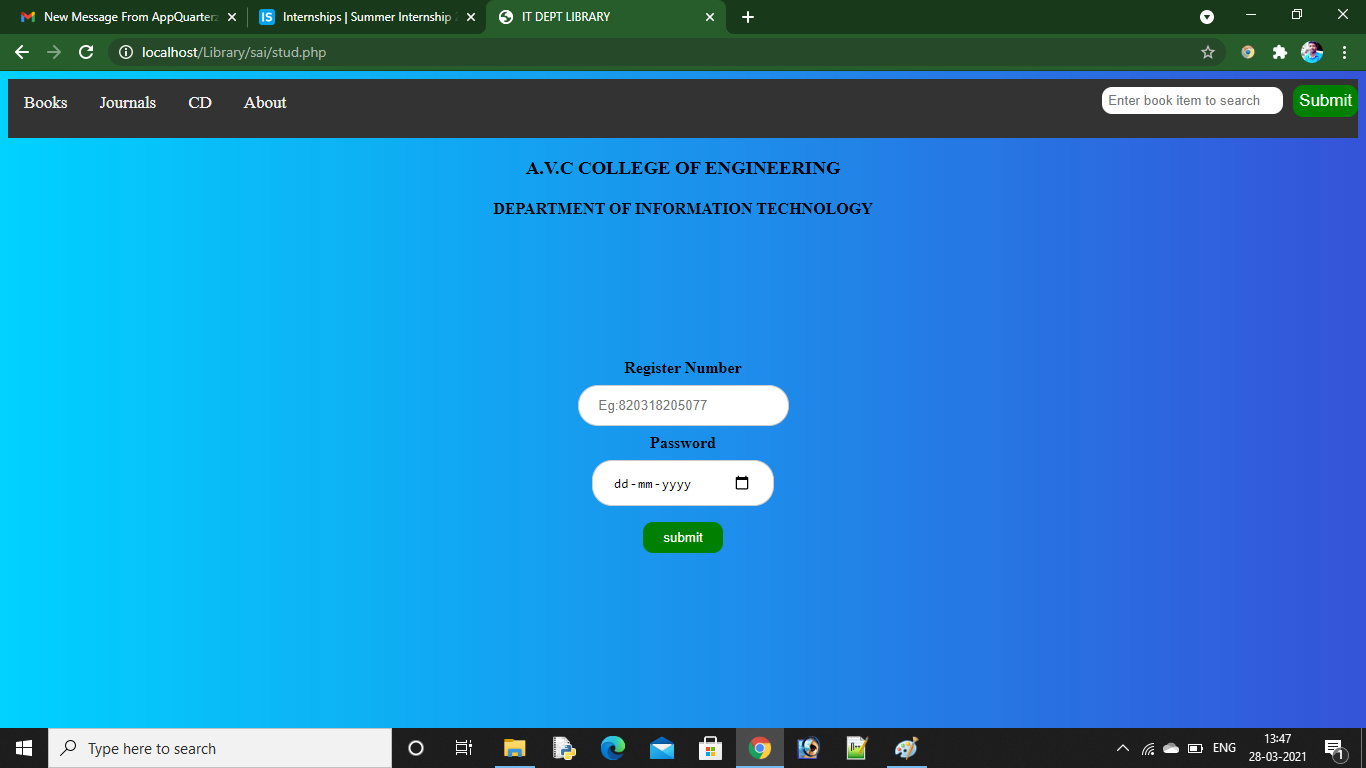 New Message From AppQuarterz
Internships | Summer Internship 2
IT DEPT LIBRARY
localhost/Library/sai/stud.php
Books
Journals
CD
About
Enter book item to search
Submit
A.V.C COLLEGE OF ENGINEERING
DEPARTMENT OF INFORMATION TECHNOLOGY
Register Number
Eg:820318205077
Password
dd-mm-yyyy
submit
Type here to search
ENG
13:47
28-03-2021
1